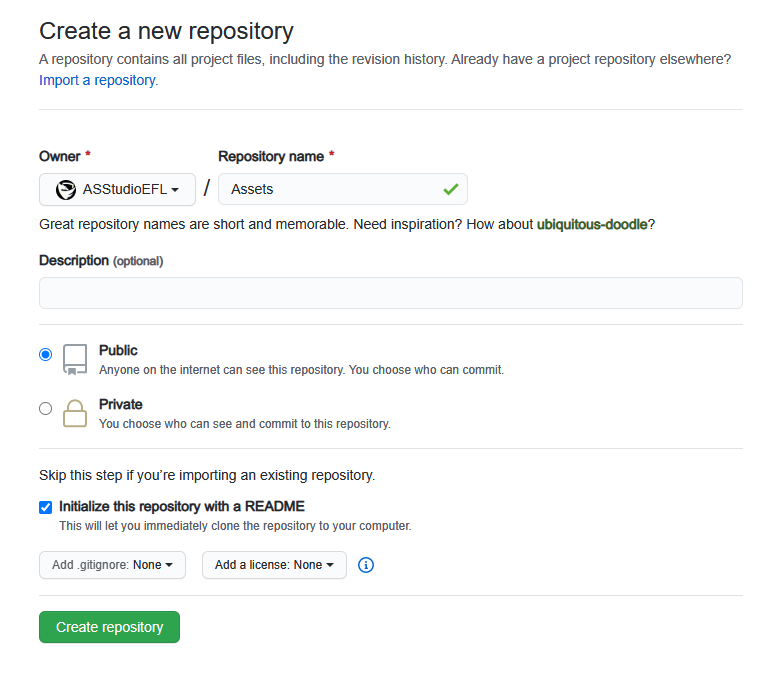 Create a new repository
A repository contains all project files, including the revision history. Already have a project repository elsewhere?
Import a repository.
Owner * Repository name *
ASStudioEFL / Assets
Great repository names are short and memorable. Need inspiration? How about ubiquitous-doodle?
Description (optional)
Public
Anyone on the internet can see this repository. You choose who can commit.
Private
You choose who can see and commit to this repository.
Skip this step if you’re importing an existing repository.
Initialize this repository with a README
This will let you immediately clone the repository to your computer.
Add .gitignore: None Add a license: None
Create repository